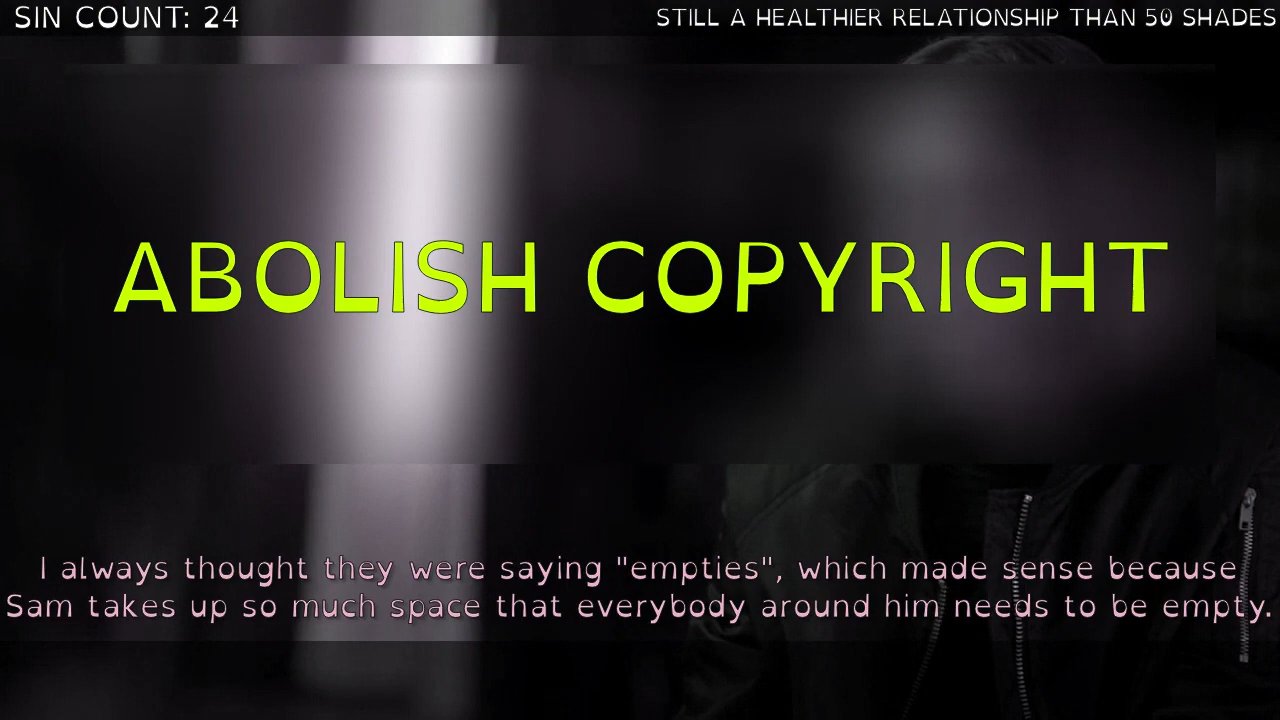 SIN COUNT: 24
STILL A HEALTHIER RELATIONSHIP THAN 50 SHADES
ABOLISH COPYRIGHT
I always thought they were saying "empties", which made sense because
Sam takes up so much space that everybody around him needs to be empty.